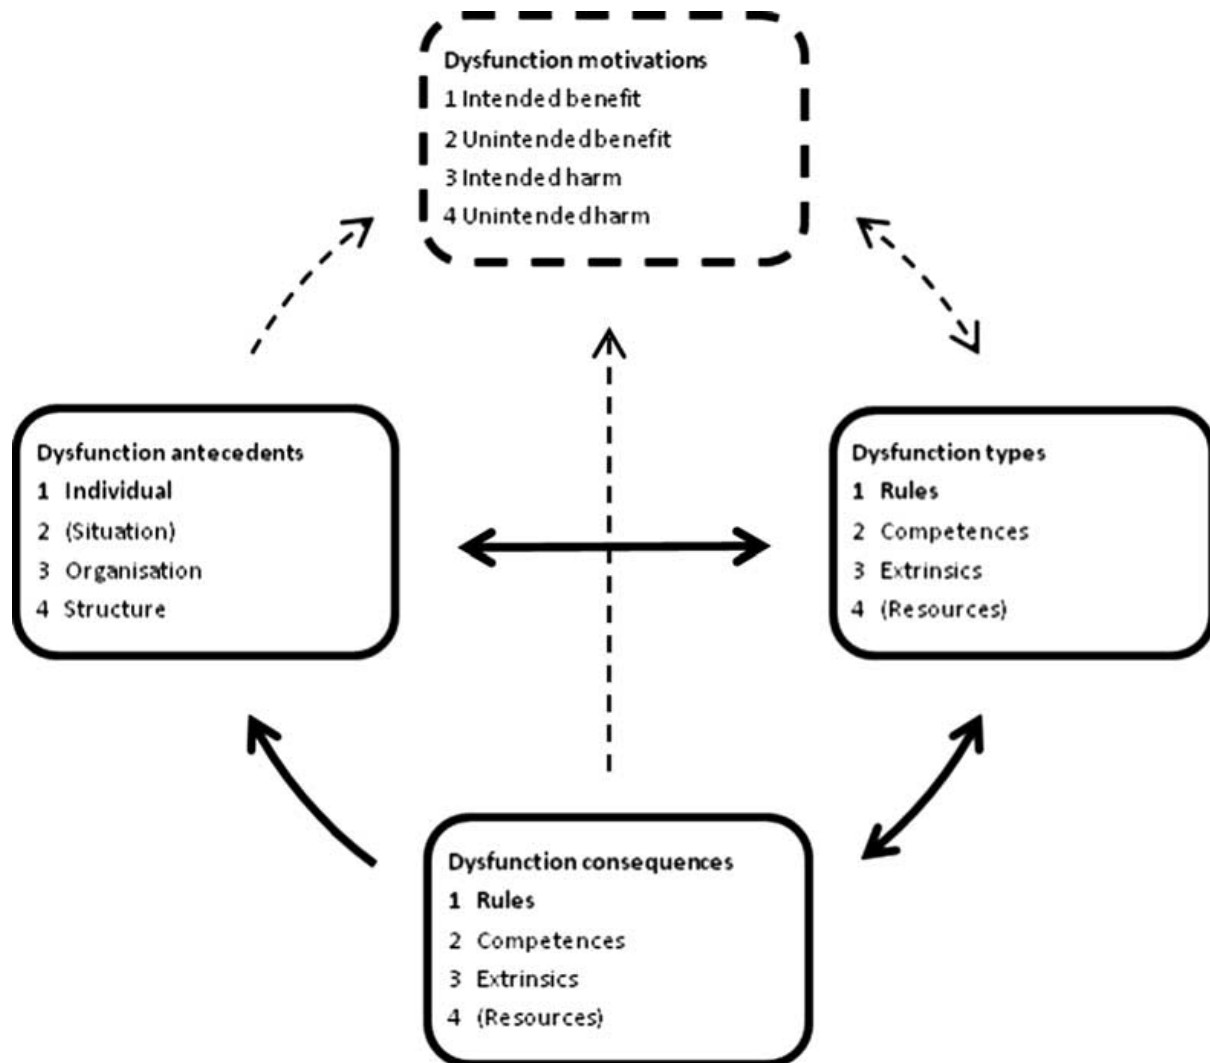 Dysfunction motivations
1 Intended benefit
2 Unintended benefit
3 Intended harm
4 Unintended harm
Dysfunction antecedents
1 Individual
2 (Situation)
3 Organisation
4 Structure
Dysfunction types
1 Rules
2 Competences
3 Extrinsics
4 (Resources)
Dysfunction consequences
1 Rules
2 Competences
3 Extrinsics
4 (Resources)